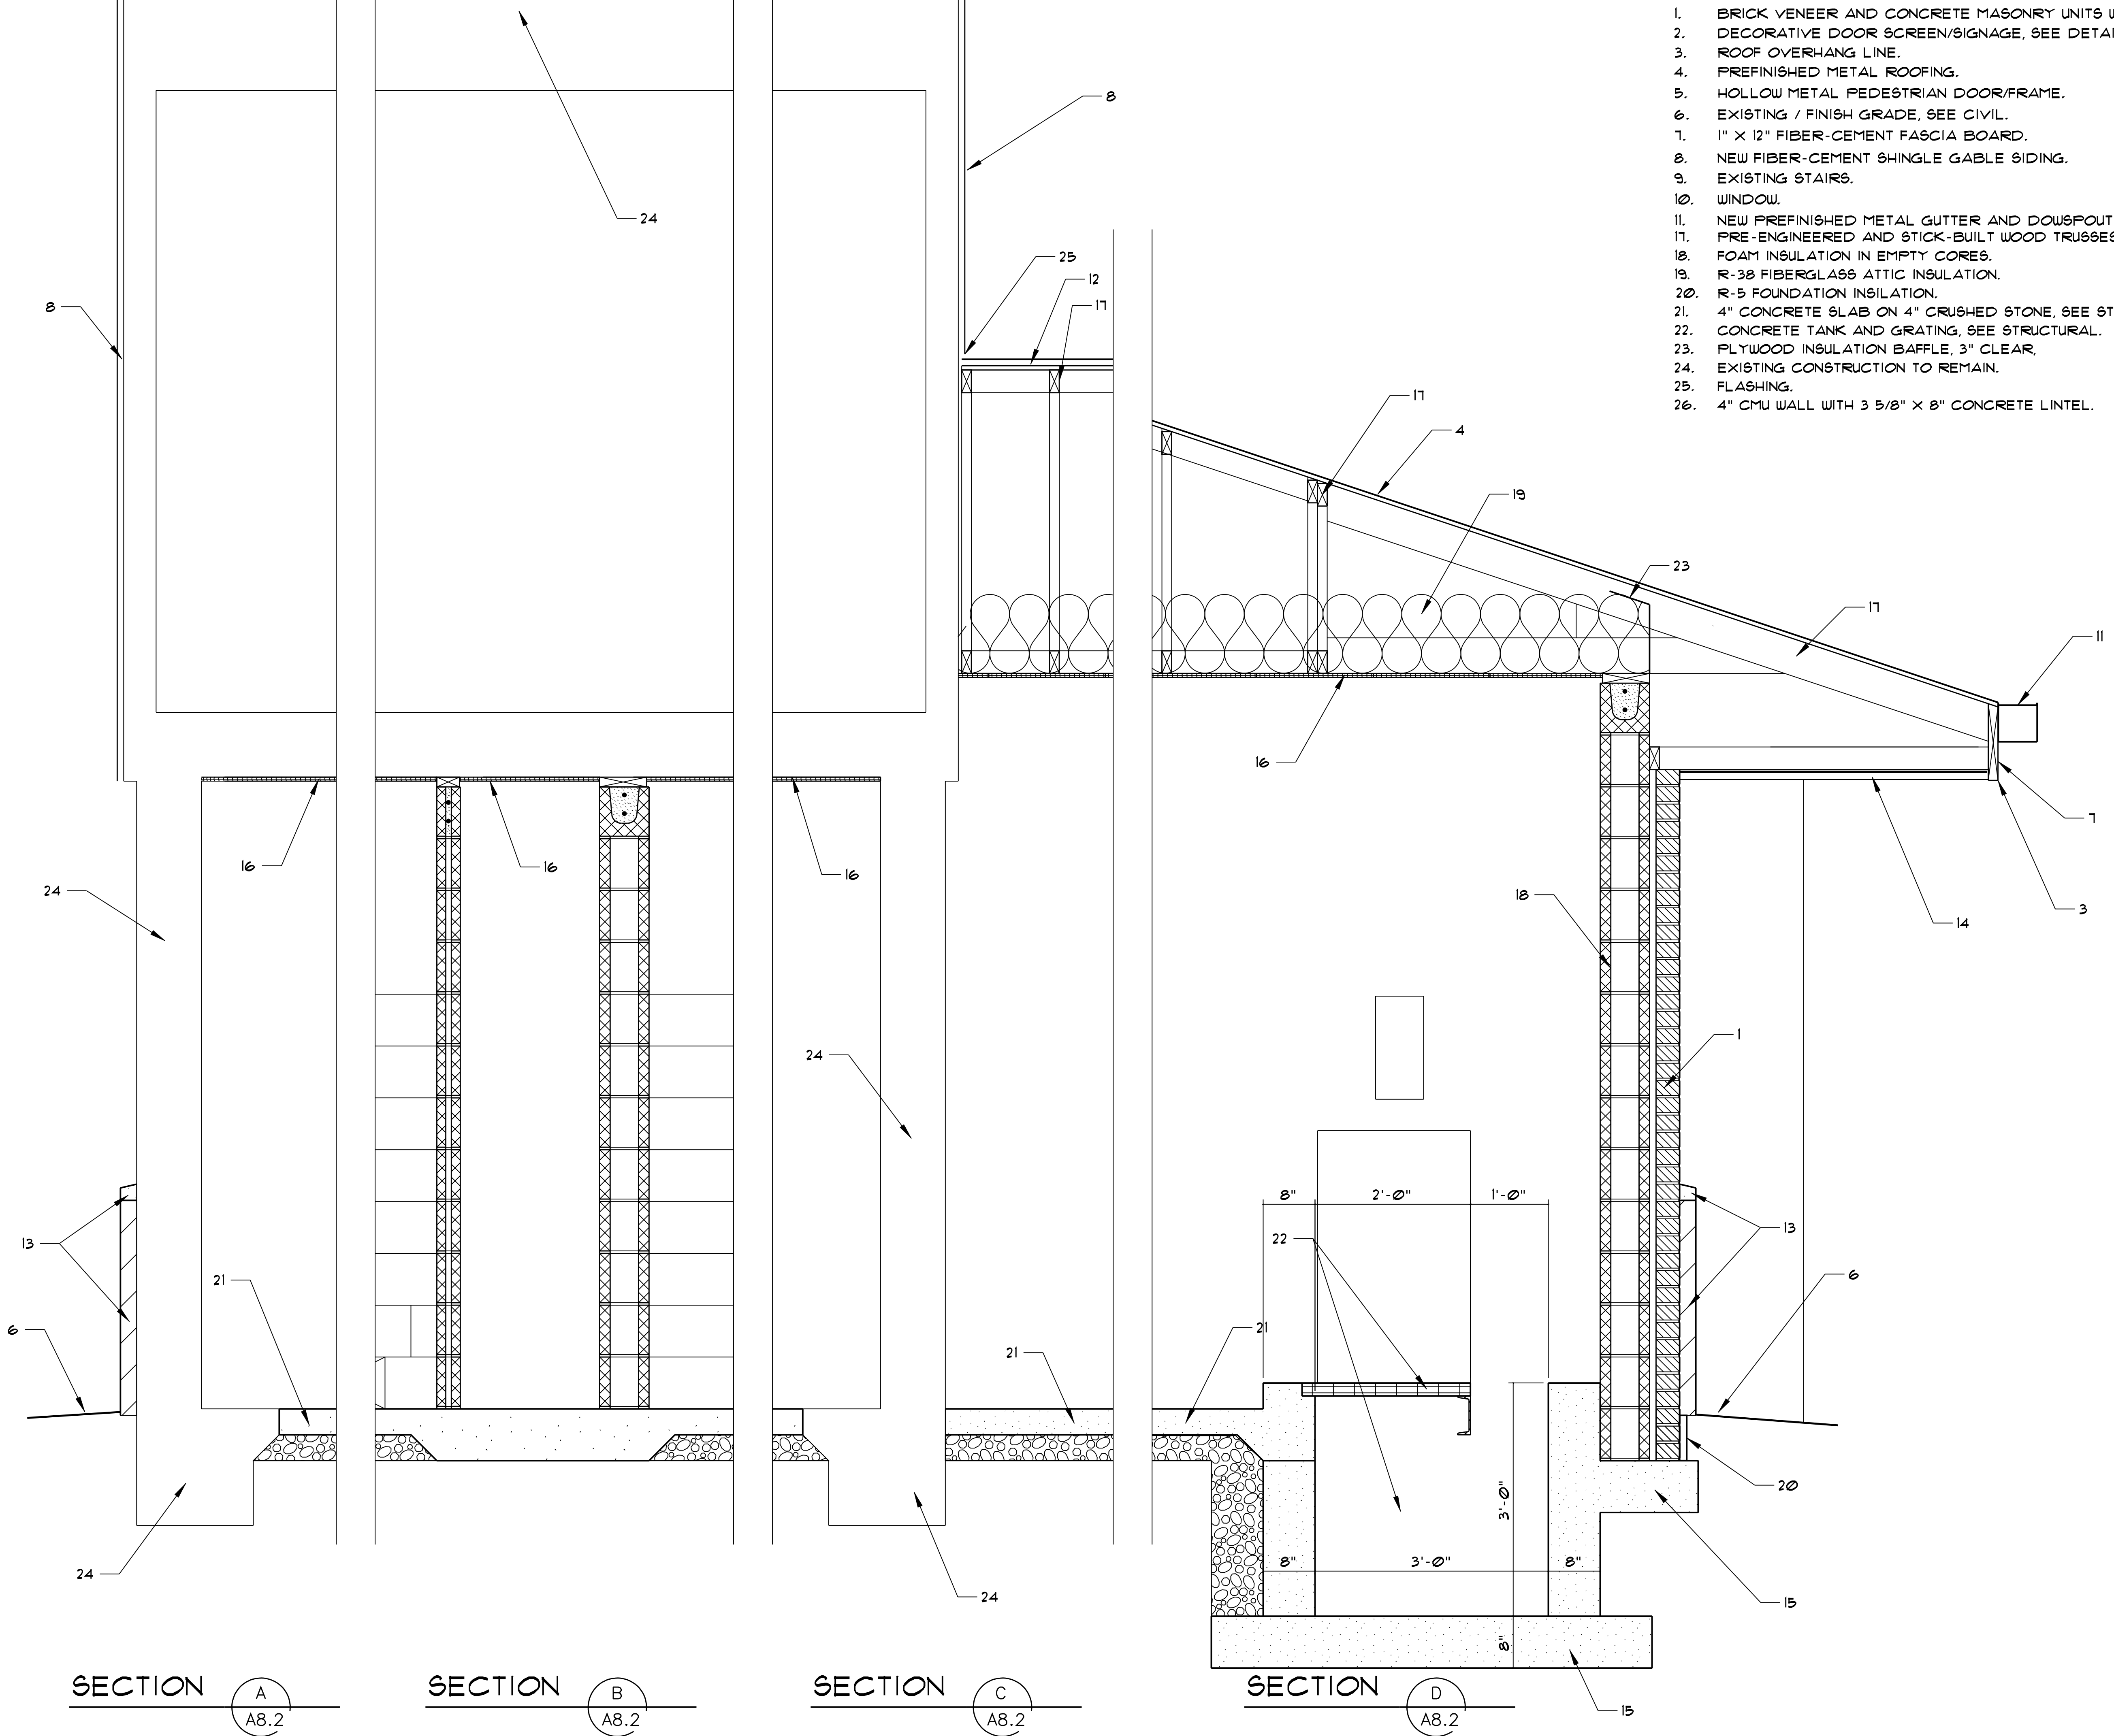 1. BRICK VENEER AND CONCRETE MASONRY UNITS
2. DECORATIVE DOOR SCREEN/SIGNAGE, SEE
3. ROOF OVERHANG LINE.
4. PREFINISHED METAL ROOFING.
5. HOLLOW METAL PEDESTRIAN DOOR/FRAME.
6. EXISTING / FINISH GRADE, SEE CIVIL.
7. 1" X 12" FIBER-CEMENT FASCIA BOARD.
8. NEW FIBER-CEMENT SHINGLE GABLE SIDING.
9. EXISTING STAIRS.
10. WINDOW.
11. NEW PREFINISHED METAL GUTTER AND DOWSPOUT
17. PRE-ENGINEERED AND STICK-BUILT WOOD TRUSSES
18. FOAM INSULATION IN EMPTY CORES.
19. R-38 FIBERGLASS ATTIC INSULATION.
20. R-5 FOUNDATION INSILATION.
21. 4" CONCRETE SLAB ON 4" CRUSHED STONE, SEE
22. CONCRETE TANK AND GRATING, SEE STRUCTURAL.
23. PLYWOOD INSULATION BAFFLE, 3" CLEAR,
24. EXISTING CONSTRUCTION TO REMAIN.
25. FLASHING.
26. 4" CMU WALL WITH 3 5/8" X 8" CONCRETE LINTEL.
8
24
25
12
8
17
17
4
19
23
17
11
16
7
16
16
16
24
18
3
14
1
24
8" 2'-0" 1'-0"
13
22
13
21
6
6
21
21
20
3'-0"
24
24
8" 3'-0" 8"
15
8"
15
SECTION A A8.2
SECTION B A8.2
SECTION C A8.2
SECTION D A8.2